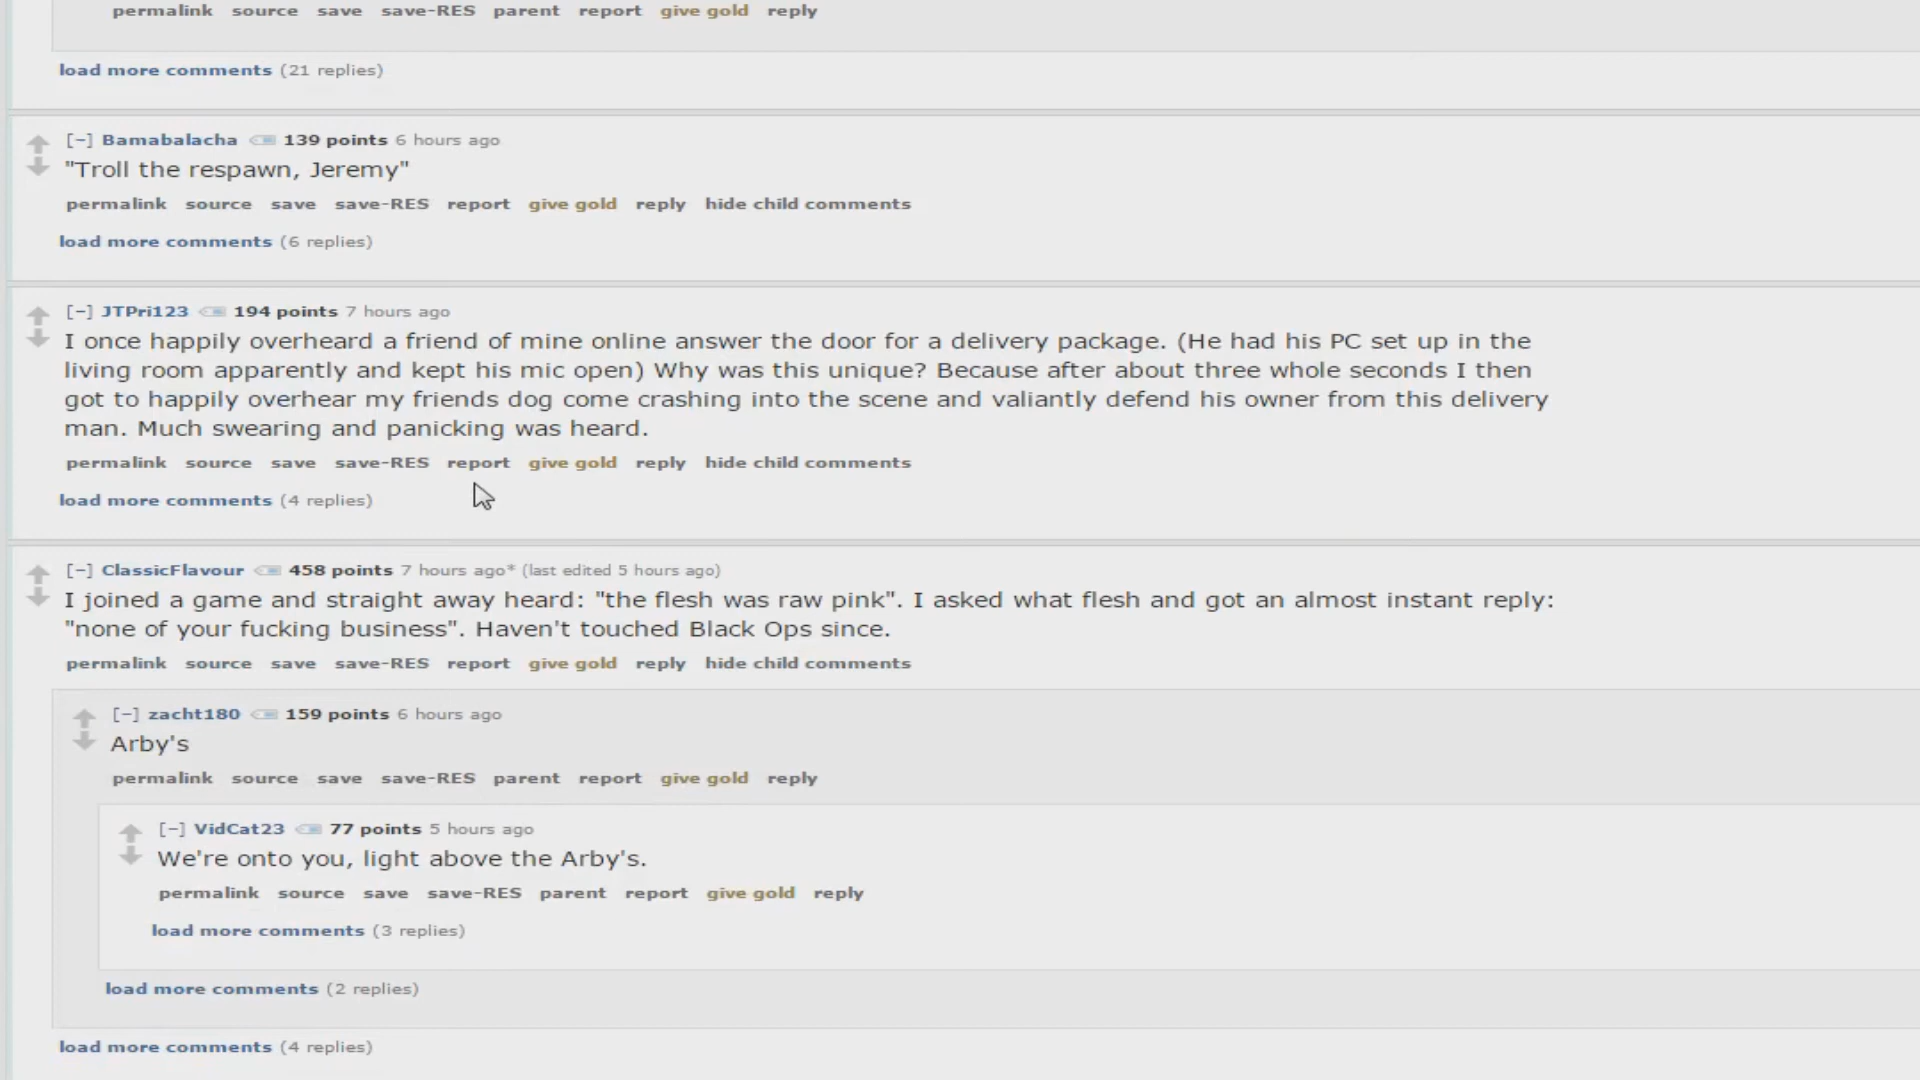 permalink source save save-RES parent report give gold reply
load more comments (21 replies)
[-] Bamabalacha 139 points 6 hours ago
"Troll the respawn, Jeremy"
permalink source save save-RES report give gold reply hide child comments
load more comments (6 replies)
[-] JTPri123 194 points 7 hours ago
I once happily overheard a friend of mine online answer the door for a delivery package. (He had his PC set up in the
living room apparently and kept his mic open) Why was this unique? Because after about three whole seconds I then
got to happily overhear my friends dog come crashing into the scene and valiantly defend his owner from this delivery
man. Much swearing and panicking was heard.
permalink source save save-RES report give gold reply hide child comments
load more comments (4 replies)
[-] ClassicFlavour 458 points 7 hours ago* (last edited 5 hours ago)
I joined a game and straight away heard: "the flesh was raw pink". I asked what flesh and got an almost instant reply:
"none of your fucking business". Haven't touched Black Ops since.
permalink source save save-RES report give gold reply hide child comments
[-] zacht180 159 points 6 hours ago
Arby's
permalink source save save-RES parent report give gold reply
[-] VidCat23 77 points 5 hours ago
We're onto you, light above the Arby's.
permalink source save save-RES parent report give gold reply
load more comments (3 replies)
load more comments (2 replies)
load more comments (4 replies)